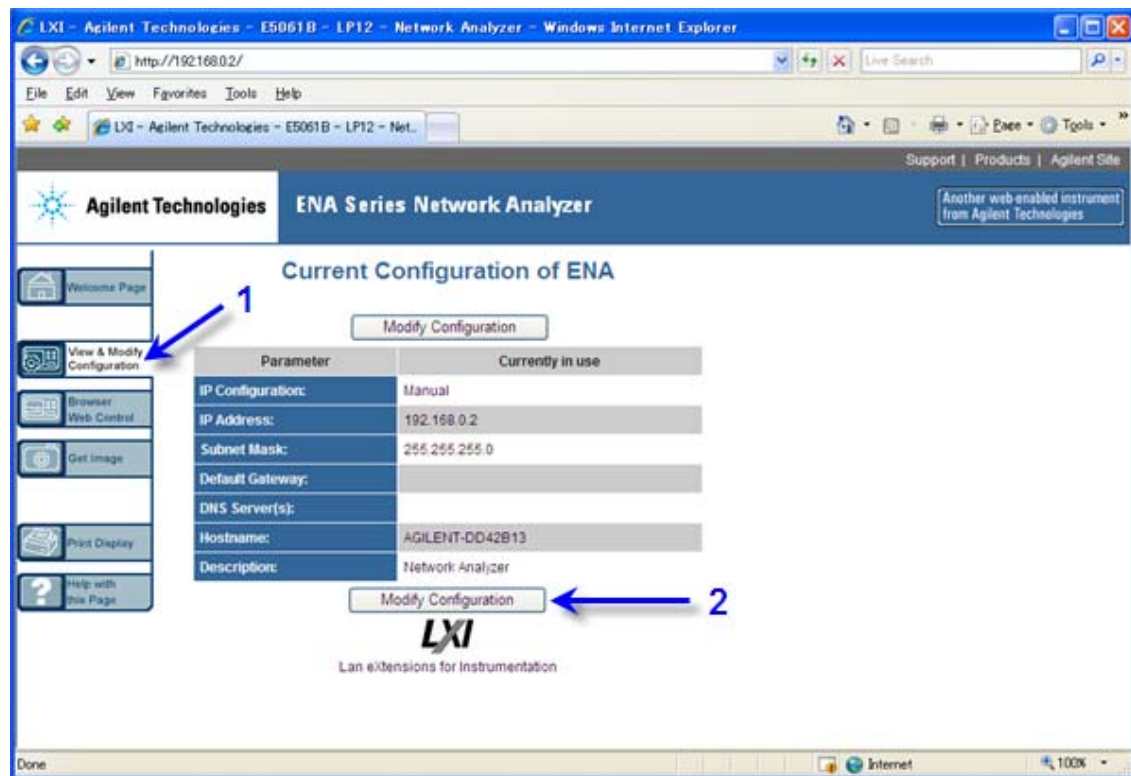 LXI - Agilent Technologies - E5061B - LP12 - Network Analyzer - Windows Internet Explorer
http://192.168.0.2/
Live Search
File Edit View Favorites Tools Help
LXI - Agilent Technologies - E5061B - LP12 - Net...
Page Tools
Support | Products | Agilent Site
Agilent Technologies
ENA Series Network Analyzer
Another web-enabled instrument
from Agilent Technologies
Welcome Page
View & Modify
Configuration
Browser
Web Control
Get Image
Print Display
Help with
this Page
1
Current Configuration of ENA
Modify Configuration
Parameter Currently in use
IP Configuration: Manual
IP Address: 192.168.0.2
Subnet Mask: 255.255.255.0
Default Gateway:
DNS Server(s):
Hostname: AGILENT-DD42B13
Description: Network Analyzer
Modify Configuration
2
LXI
Lan eXtensions for Instrumentation
Done
Internet
100%